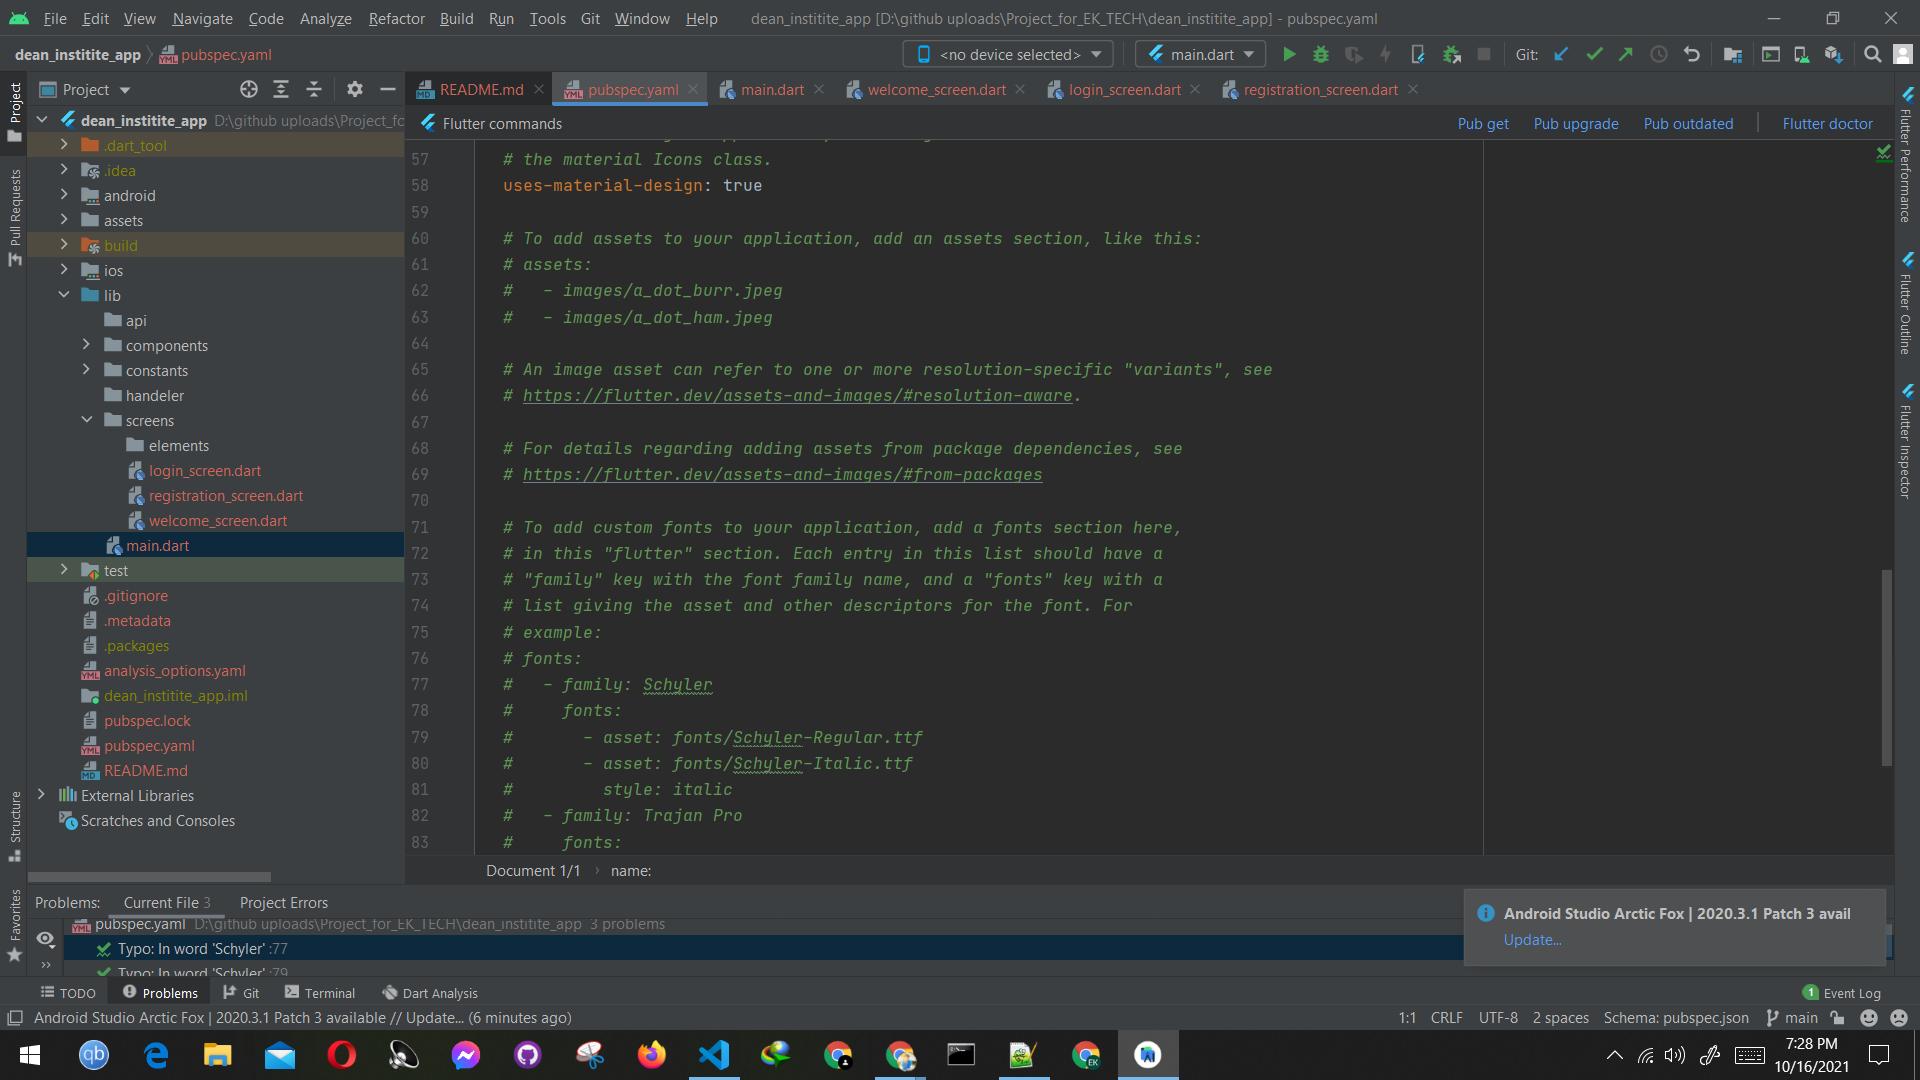 File Edit View Navigate Code Analyze Refactor Build Run Tools Git Window Help dean_institite_app [D:\github uploads\Project_for_EK_TECH\dean_institite_app] - pubspec.yaml
dean_institite_app pubspec.yaml <no device selected> main.dart Git:
Project README.md pubspec.yaml main.dart welcome_screen.dart login_screen.dart registration_screen.dart
Flutter commands Pub get Pub upgrade Pub outdated Flutter doctor
Project
Pull Requests
Structure
Favorites
dean_institite_app D:\github uploads\Project_fc
.dart_tool
.idea
android
assets
build
ios
lib
api
components
constants
handeler
screens
elements
login_screen.dart
registration_screen.dart
welcome_screen.dart
main.dart
test
.gitignore
.metadata
.packages
analysis_options.yaml
dean_institite_app.iml
pubspec.lock
pubspec.yaml
README.md
External Libraries
Scratches and Consoles
57 # the material Icons class.
58 uses-material-design: true
59
60 # To add assets to your application, add an assets section, like this:
61 # assets:
62 #   - images/a_dot_burr.jpeg
63 #   - images/a_dot_ham.jpeg
64
65 # An image asset can refer to one or more resolution-specific "variants", see
66 # https://flutter.dev/assets-and-images/#resolution-aware.
67
68 # For details regarding adding assets from package dependencies, see
69 # https://flutter.dev/assets-and-images/#from-packages
70
71 # To add custom fonts to your application, add a fonts section here,
72 # in this "flutter" section. Each entry in this list should have a
73 # "family" key with the font family name, and a "fonts" key with a
74 # list giving the asset and other descriptors for the font. For
75 # example:
76 # fonts:
77 #   - family: Schyler
78 #     fonts:
79 #       - asset: fonts/Schyler-Regular.ttf
80 #       - asset: fonts/Schyler-Italic.ttf
81 #         style: italic
82 #   - family: Trajan Pro
83 #     fonts:
Document 1/1 › name:
Flutter Performance
Flutter Outline
Flutter Inspector
Problems: Current File 3 Project Errors
pubspec.yaml D:\github uploads\Project_for_EK_TECH\dean_institite_app 3 problems
Typo: In word 'Schyler' :77
Typo: In word 'Schyler' :79
Android Studio Arctic Fox | 2020.3.1 Patch 3 avail
Update...
TODO Problems Git Terminal Dart Analysis 1 Event Log
Android Studio Arctic Fox | 2020.3.1 Patch 3 available // Update... (6 minutes ago) 1:1 CRLF UTF-8 2 spaces Schema: pubspec.json main
qb EK 7:28 PM
10/16/2021